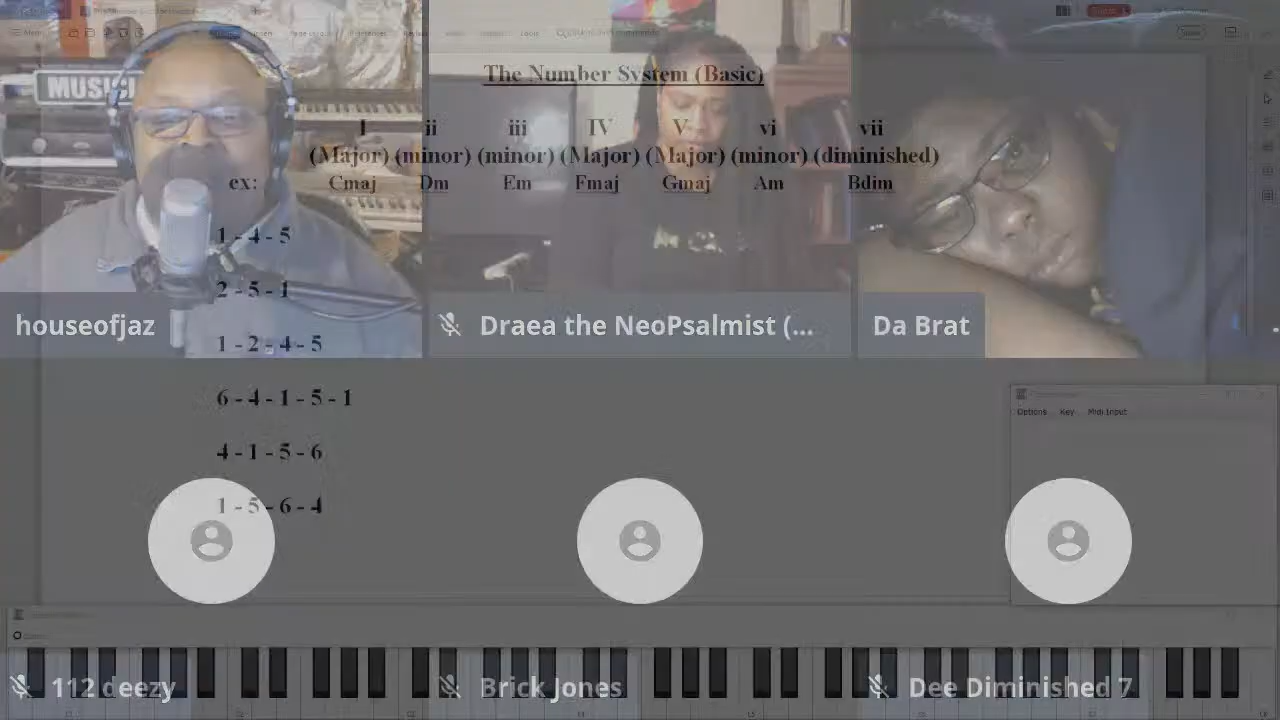 MUSIC
The Number System (Basic)
I ii iii IV V vi vii
(Major) (minor) (minor) (Major) (Major) (minor) (diminished)
ex: Cmaj Dm Em Fmaj Gmaj Am Bdim
1 - 4 - 5
2 - 5 - 1
houseofjaz
Draea the NeoPsalmist (...
Da Brat
1 - 2 - 4 - 5
6 - 4 - 1 - 5 - 1
Options Key Midi Input
4 - 1 - 5 - 6
1 - 5 - 6 - 4
112 deezy
Brick Jones
Dee Diminished 7